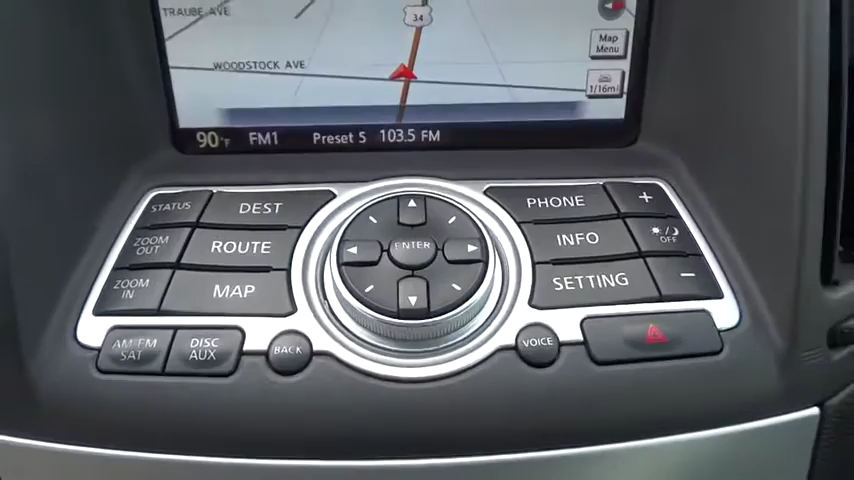 TRAUBE AVE
34
Map
Menu
WOODSTOCK AVE
1/16mi
90°F FM1 Preset 5 103.5 FM
STATUS
DEST
PHONE
+
ZOOM
OUT
ROUTE
ENTER
INFO
OFF
ZOOM
IN
MAP
SETTING
−
AM·FM
SAT
DISC
AUX
BACK
VOICE